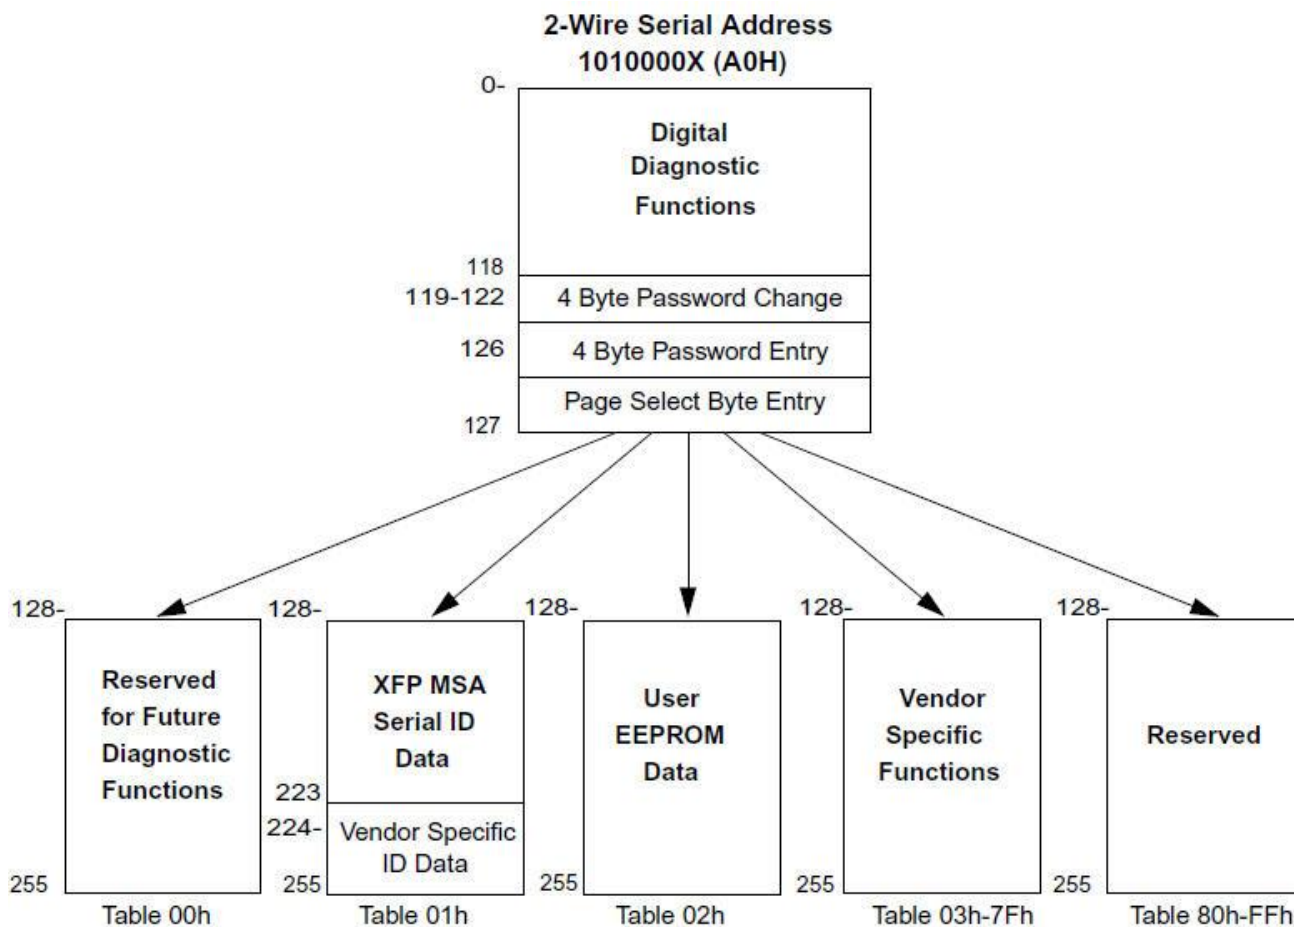 2-Wire Serial Address
1010000X (A0H)
0-
Digital
Diagnostic
Functions
118
119-122
4 Byte Password Change
126
4 Byte Password Entry
Page Select Byte Entry
127
128-
128-
128-
128-
128-
Reserved
for Future
Diagnostic
Functions
XFP MSA
Serial ID
Data
223
224-
Vendor Specific
ID Data
User
EEPROM
Data
Vendor
Specific
Functions
Reserved
255
255
255
255
255
Table 00h
Table 01h
Table 02h
Table 03h-7Fh
Table 80h-FFh